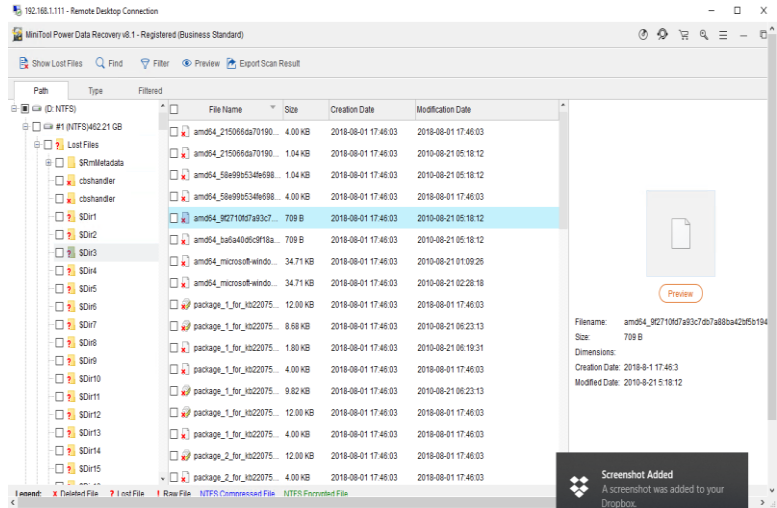 192.168.1.111 - Remote Desktop Connection
MiniTool Power Data Recovery v8.1 - Registered (Business Standard)
Show Lost Files Find Filter Preview Export Scan Result
Path Type Filtered
(D: NTFS)
#1 (NTFS)462.21 GB
Lost Files
$RmMetadata
cbshandler
cbshandler
$Dir1
$Dir2
$Dir3
$Dir4
$Dir5
$Dir6
$Dir7
$Dir8
$Dir9
$Dir10
$Dir11
$Dir12
$Dir13
$Dir14
$Dir15
File Name Size Creation Date Modification Date
amd64_215066da70190... 4.00 KB 2018-08-01 17:46:03 2018-08-01 17:46:03
amd64_215066da70190... 1.04 KB 2018-08-01 17:46:03 2010-08-21 05:18:12
amd64_58e99b534fe698... 1.04 KB 2018-08-01 17:46:03 2010-08-21 05:18:12
amd64_58e99b534fe698... 4.00 KB 2018-08-01 17:46:03 2018-08-01 17:46:03
amd64_9f2710fd7a93c7... 709 B 2018-08-01 17:46:03 2010-08-21 05:18:12
amd64_ba6a40d6c9f18a... 709 B 2018-08-01 17:46:03 2010-08-21 05:18:12
amd64_microsoft-windo... 34.71 KB 2018-08-01 17:46:03 2010-08-21 01:09:26
amd64_microsoft-windo... 34.71 KB 2018-08-01 17:46:03 2010-08-21 02:28:18
package_1_for_kb22075... 12.00 KB 2018-08-01 17:46:03 2018-08-01 17:46:03
package_1_for_kb22075... 8.68 KB 2018-08-01 17:46:03 2010-08-21 06:23:13
package_1_for_kb22075... 1.80 KB 2018-08-01 17:46:03 2010-08-21 06:19:31
package_1_for_kb22075... 4.00 KB 2018-08-01 17:46:03 2018-08-01 17:46:03
package_1_for_kb22075... 9.82 KB 2018-08-01 17:46:03 2010-08-21 06:23:13
package_1_for_kb22075... 12.00 KB 2018-08-01 17:46:03 2018-08-01 17:46:03
package_1_for_kb22075... 4.00 KB 2018-08-01 17:46:03 2018-08-01 17:46:03
package_2_for_kb22075... 12.00 KB 2018-08-01 17:46:03 2018-08-01 17:46:03
package_2_for_kb22075... 4.00 KB 2018-08-01 17:46:03 2018-08-01 17:46:03
Preview
Filename: amd64_9f2710fd7a93c7db7a88ba42bf5b194
Size: 709 B
Dimensions:
Creation Date: 2018-8-1 17:46:3
Modified Date: 2010-8-21 5:18:12
Legend: X Deleted File ? Lost File ! Raw File NTFS Compressed File NTFS Encrypted File
Screenshot Added
A screenshot was added to your
Dropbox.